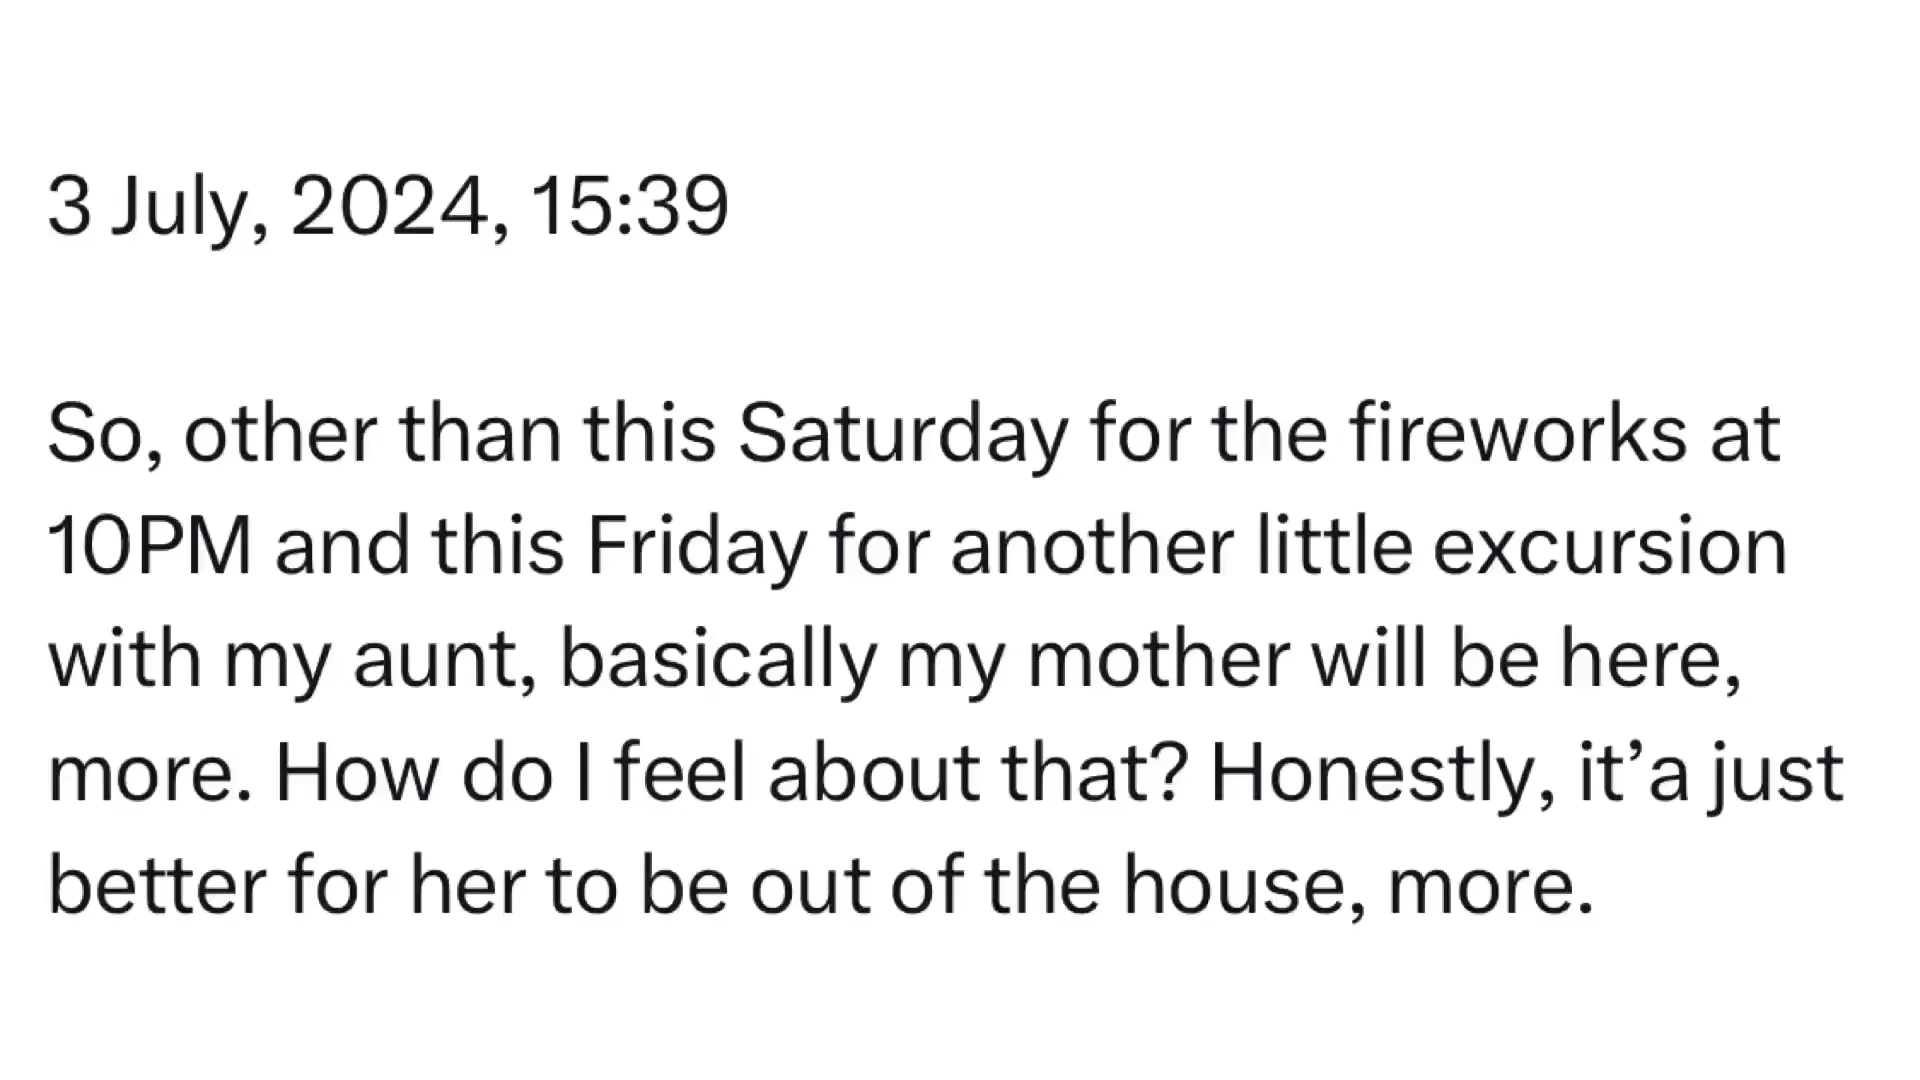 3 July, 2024, 15:39
So, other than this Saturday for the fireworks at
10PM and this Friday for another little excursion
with my aunt, basically my mother will be here,
more. How do I feel about that? Honestly, it’a just
better for her to be out of the house, more.